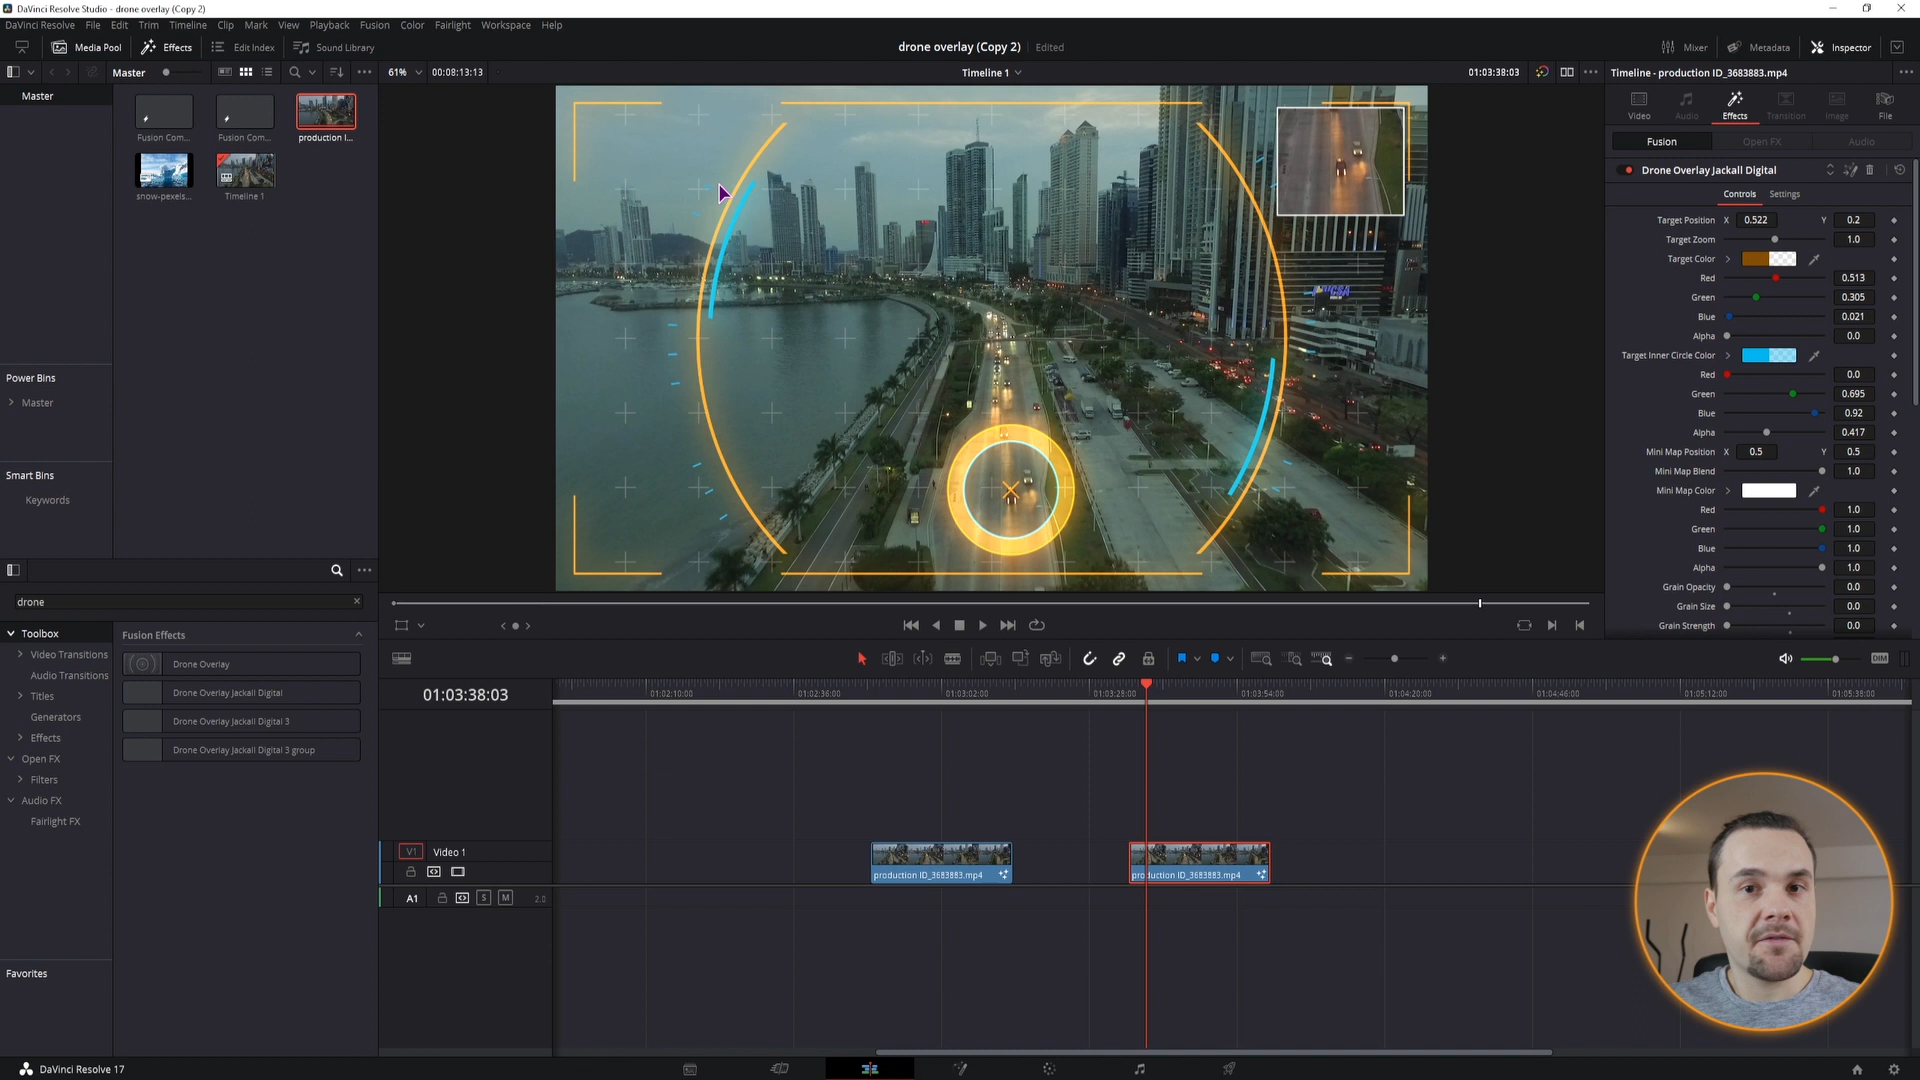 DaVinci Resolve Studio - drone overlay (Copy 2)
DaVinci Resolve File Edit Trim Timeline Clip Mark View Playback Fusion Color Fairlight Workspace Help
Media Pool Effects Edit Index Sound Library
drone overlay (Copy 2) Edited
Mixer Metadata Inspector
Master
61% 00:08:13:13
Timeline 1
01:03:38:03
Timeline - production ID_3683883.mp4
Master
Fusion Com... Fusion Com... production I...
snow-pexels... Timeline 1
Power Bins
Master
Smart Bins
Keywords
Video Audio Effects Transition Image File
Fusion Open FX Audio
Drone Overlay Jackall Digital
Controls Settings
Target Position X 0.522 Y 0.2
Target Zoom 1.0
Target Color
Red 0.513
Green 0.305
Blue 0.021
Alpha 0.0
Target Inner Circle Color
Red 0.0
Green 0.695
Blue 0.92
Alpha 0.417
Mini Map Position X 0.5 Y 0.5
Mini Map Blend 1.0
Mini Map Color
Red 1.0
Green 1.0
Blue 1.0
Alpha 1.0
Grain Opacity 0.0
Grain Size 0.0
Grain Strength 0.0
drone
Toolbox
Video Transitions
Audio Transitions
Titles
Generators
Effects
Open FX
Filters
Audio FX
Fairlight FX
Favorites
Fusion Effects
Drone Overlay
Drone Overlay Jackall Digital
Drone Overlay Jackall Digital 3
Drone Overlay Jackall Digital 3 group
DIM
01:03:38:03
01:02:10:00 01:02:36:00 01:03:02:00 01:03:28:00 01:03:54:00 01:04:20:00 01:04:46:00 01:05:12:00 01:05:38:00
V1 Video 1
production ID_3683883.mp4 production ID_3683883.mp4
A1 S M 2.0
DaVinci Resolve 17